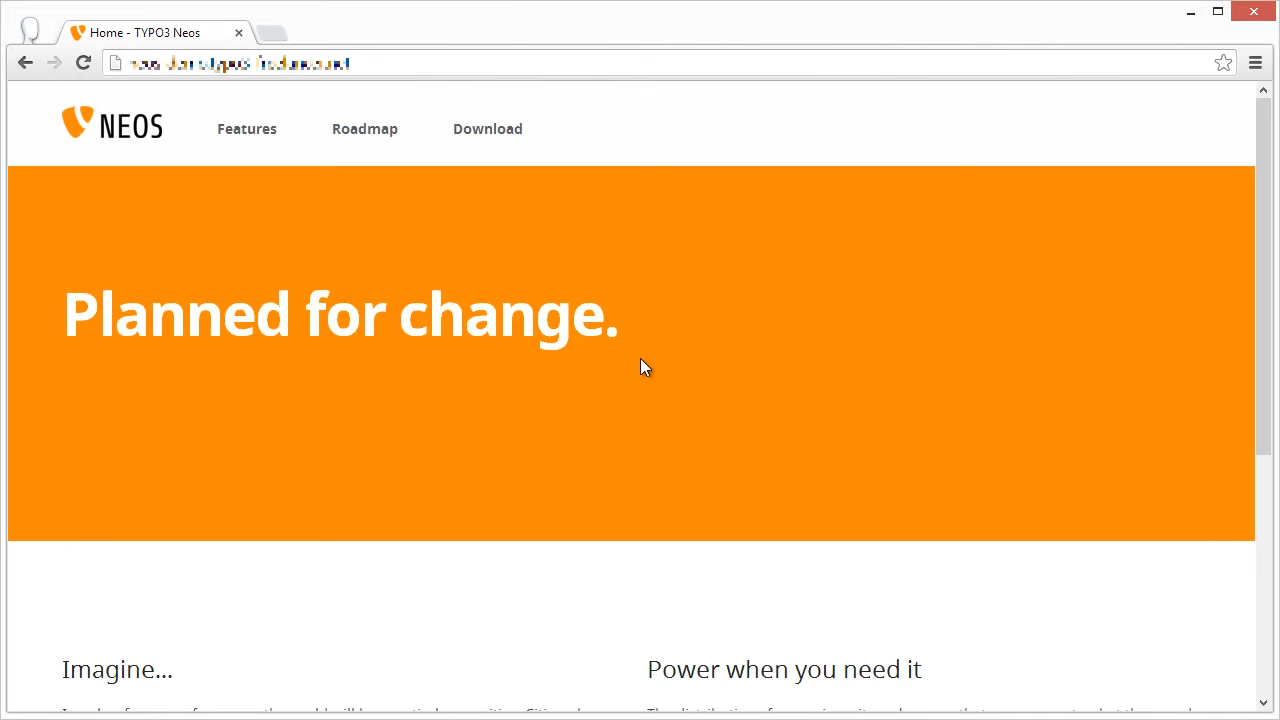 Home - TYPO3 Neos
NEOS
Features
Roadmap
Download
Planned for change.
Imagine...
Power when you need it